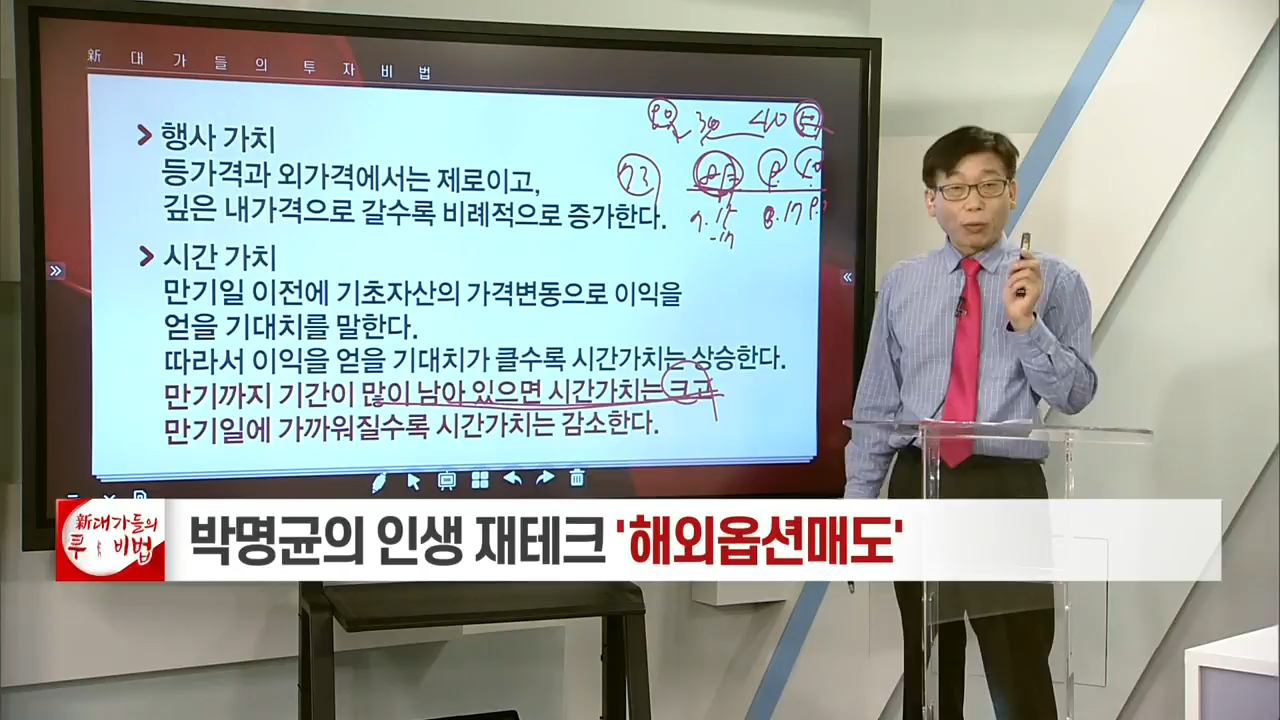 新 대 가 들 의 투 자 비 법
행사 가치
등가격과 외가격에서는 제로이고,
깊은 내가격으로 갈수록 비례적으로 증가한다.
시간 가치
만기일 이전에 기초자산의 가격변동으로 이익을
얻을 기대치를 말한다.
따라서 이익을 얻을 기대치가 클수록 시간가치는 상승한다.
만기까지 기간이 많이 남아 있으면 시간가치는 크고
만기일에 가까워질수록 시간가치는 감소한다.
新대가들의
투 비법
박명균의 인생 재테크 '해외옵션매도'